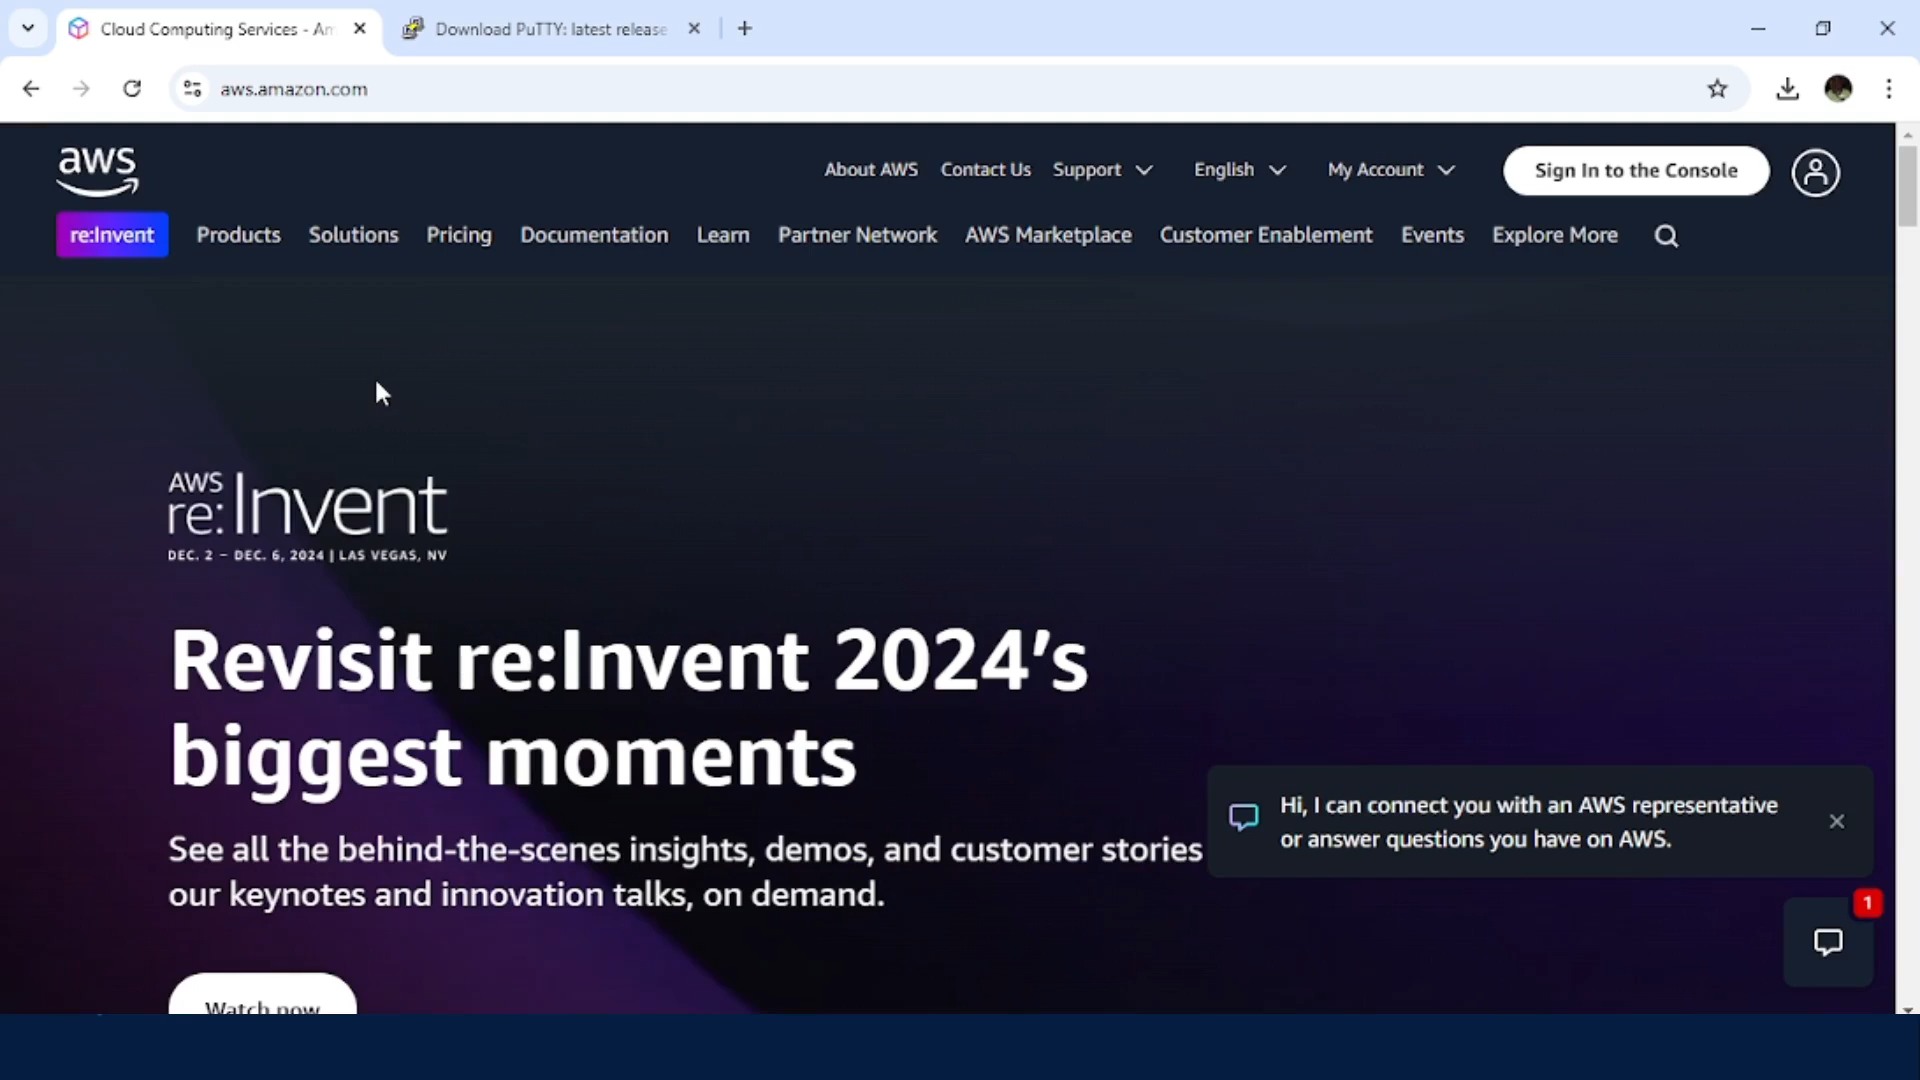 Cloud Computing Services - Am
Download PuTTY: latest release
aws.amazon.com
aws
About AWS
Contact Us
Support
English
My Account
Sign In to the Console
re:Invent
Products
Solutions
Pricing
Documentation
Learn
Partner Network
AWS Marketplace
Customer Enablement
Events
Explore More
AWS
re:Invent
DEC. 2 – DEC. 6, 2024 | LAS VEGAS, NV
Revisit re:Invent 2024’s
biggest moments
See all the behind-the-scenes insights, demos, and customer stories
our keynotes and innovation talks, on demand.
Watch now
Hi, I can connect you with an AWS representative
or answer questions you have on AWS.
1